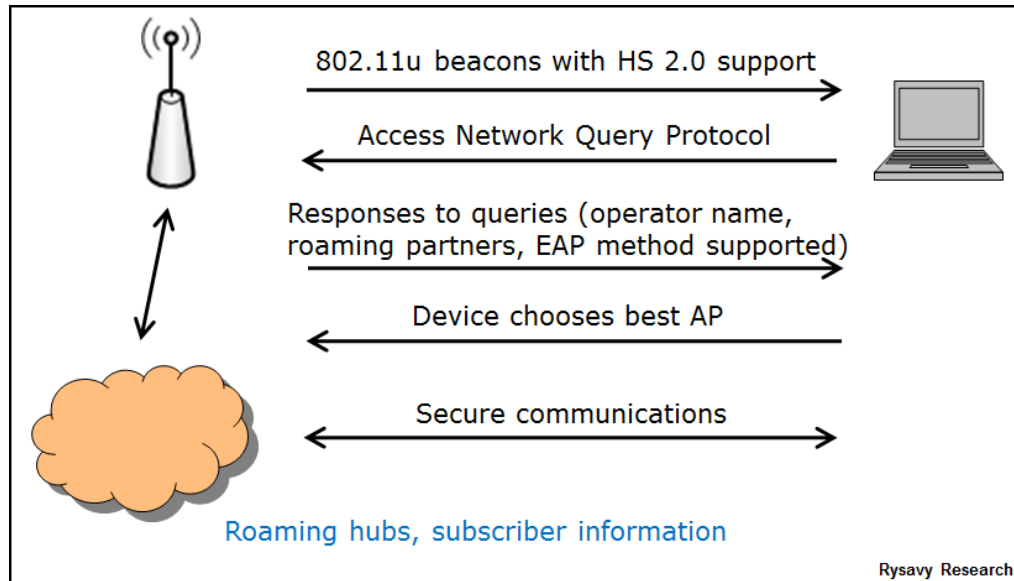 802.11u beacons with HS 2.0 support
Access Network Query Protocol
Responses to queries (operator name,
roaming partners, EAP method supported)
Device chooses best AP
Secure communications
Roaming hubs, subscriber information
Rysavy Research